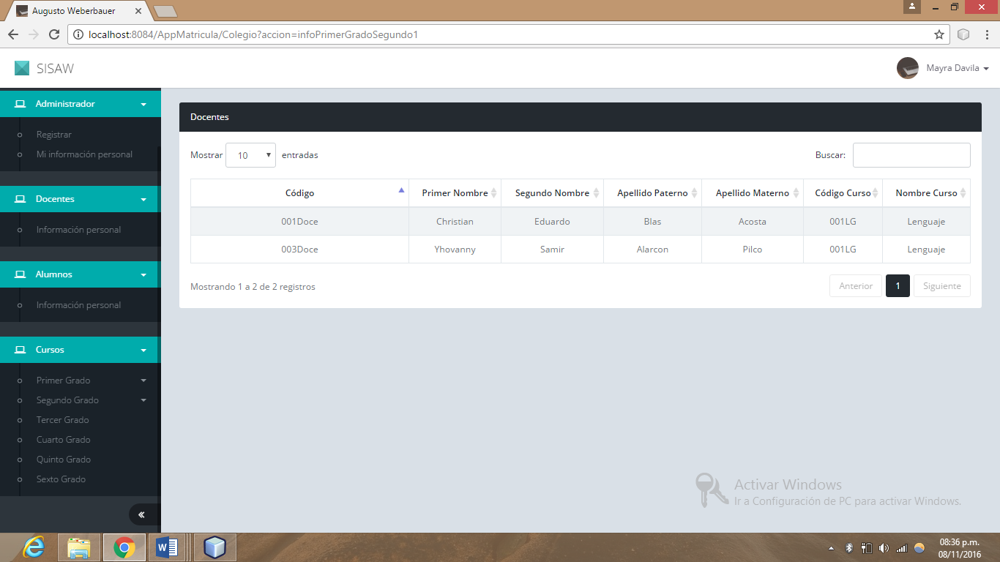 Augusto Weberbauer
localhost:8084/AppMatricula/Colegio?accion=infoPrimerGradoSegundo1
SISAW
Mayra Davila
Administrador
Registrar
Mi información personal
Docentes
Información personal
Alumnos
Información personal
Cursos
Primer Grado
Segundo Grado
Tercer Grado
Cuarto Grado
Quinto Grado
Sexto Grado
Docentes
Mostrar 10 entradas
Buscar:
Código Primer Nombre Segundo Nombre Apellido Paterno Apellido Materno Código Curso Nombre Curso
001Doce Christian Eduardo Blas Acosta 001LG Lenguaje
003Doce Yhovanny Samir Alarcon Pilco 001LG Lenguaje
Mostrando 1 a 2 de 2 registros
Anterior 1 Siguiente
Activar Windows
Ir a Configuración de PC para activar Windows.
08:36 p.m.
08/11/2016